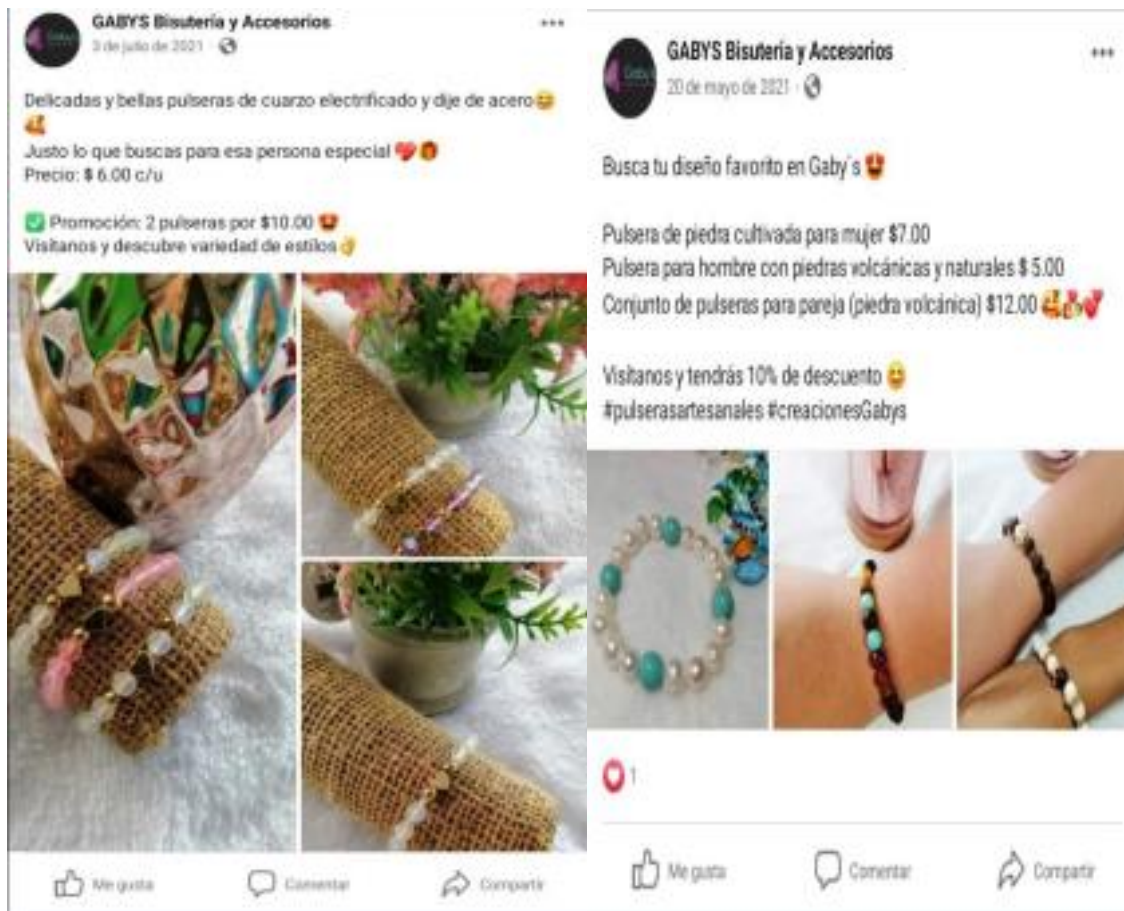 GABYS Bisutería y Accesorios
3 de julio de 2021
Delicadas y bellas pulseras de cuarzo electrificado y dije de acero
Justo lo que buscas para esa persona especial
Precio: $ 6.00 c/u
Promoción: 2 pulseras por $10.00
Visítanos y descubre variedad de estilos
Me gusta
Comentar
Compartir
GABYS Bisutería y Accesorios
20 de mayo de 2021
Busca tu diseño favorito en Gaby´s
Pulsera de piedra cultivada para mujer $7.00
Pulsera para hombre con piedras volcánicas y naturales $ 5.00
Conjunto de pulseras para pareja (piedra volcánica) $12.00
Visítanos y tendrás 10% de descuento
#pulserasartesanales #creacionesGabys
1
Me gusta
Comentar
Compartir